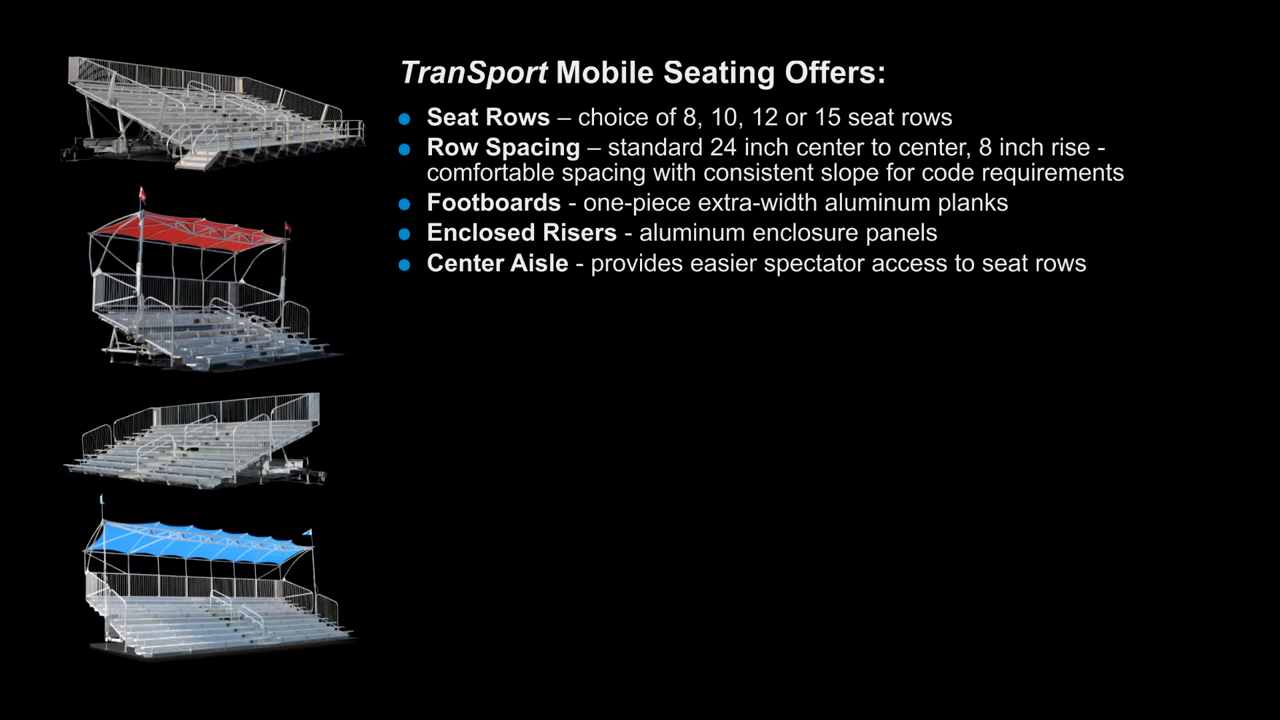 TranSport Mobile Seating Offers:
Seat Rows – choice of 8, 10, 12 or 15 seat rows
Row Spacing – standard 24 inch center to center, 8 inch rise -
comfortable spacing with consistent slope for code requirements
Footboards - one-piece extra-width aluminum planks
Enclosed Risers - aluminum enclosure panels
Center Aisle - provides easier spectator access to seat rows